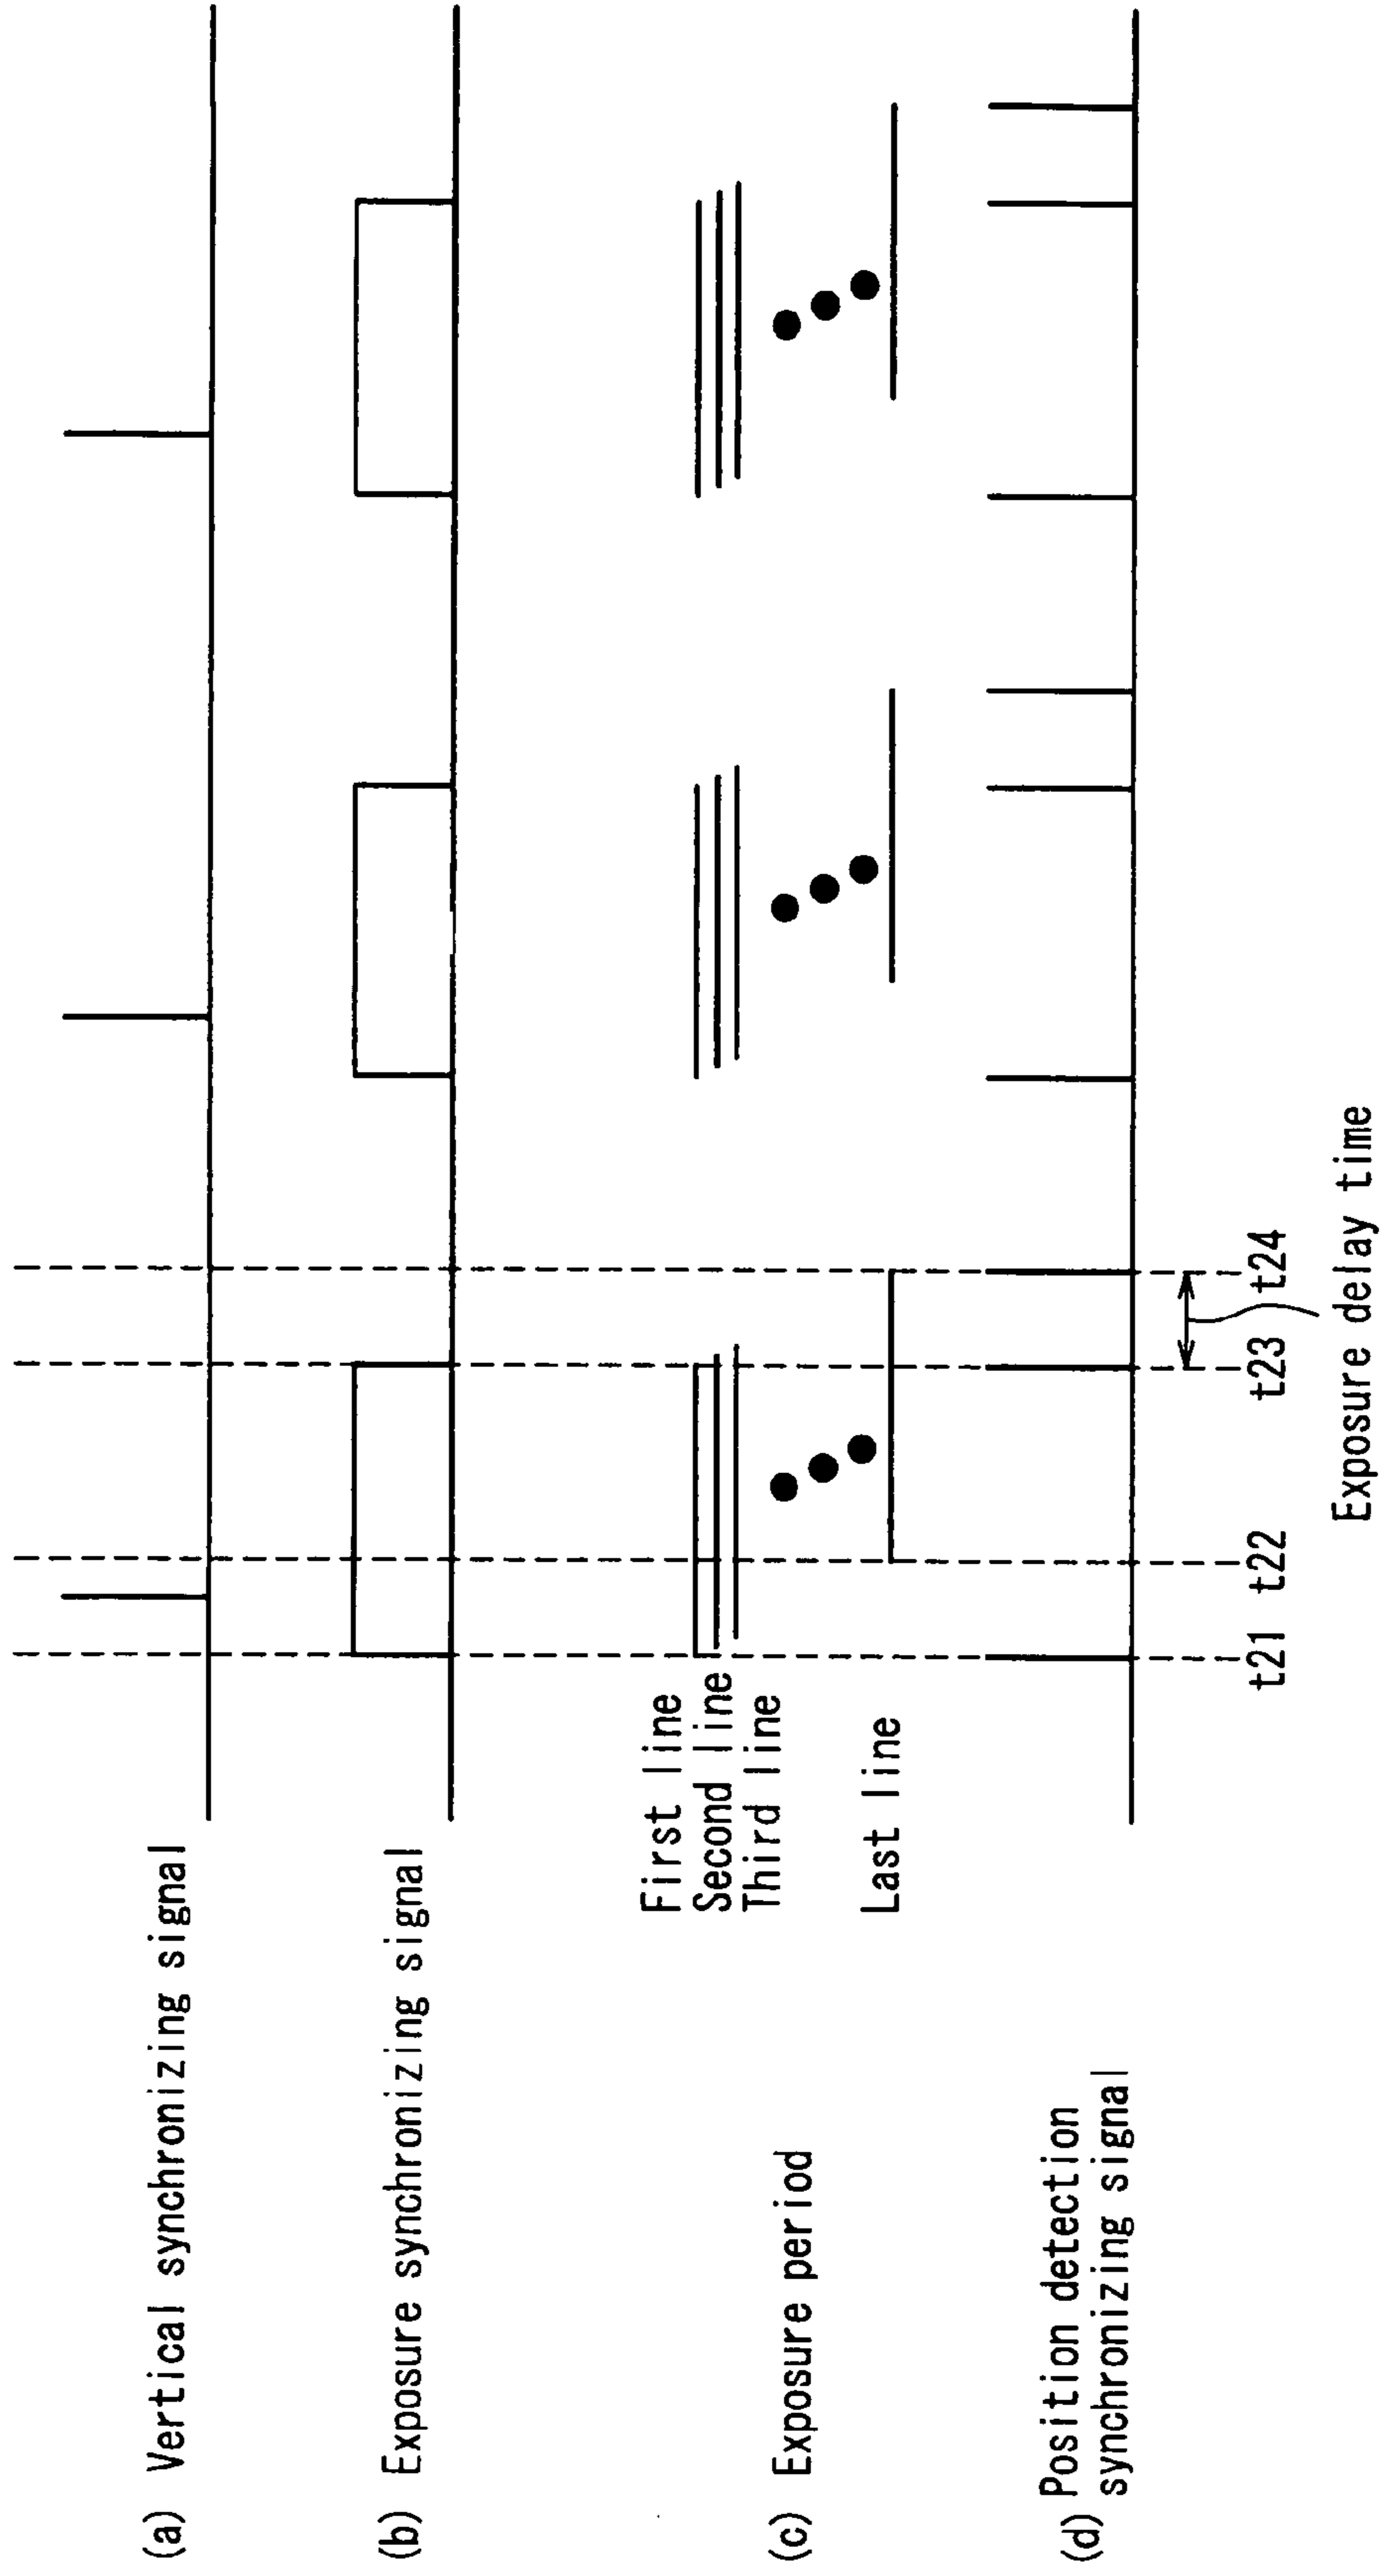 (a) Vertical synchronizing signal
(b) Exposure synchronizing signal
First line
Second line
Third line
Last line
(c) Exposure period
(d) Position detection
synchronizing signal
t21 t22 t23 t24
Exposure delay time